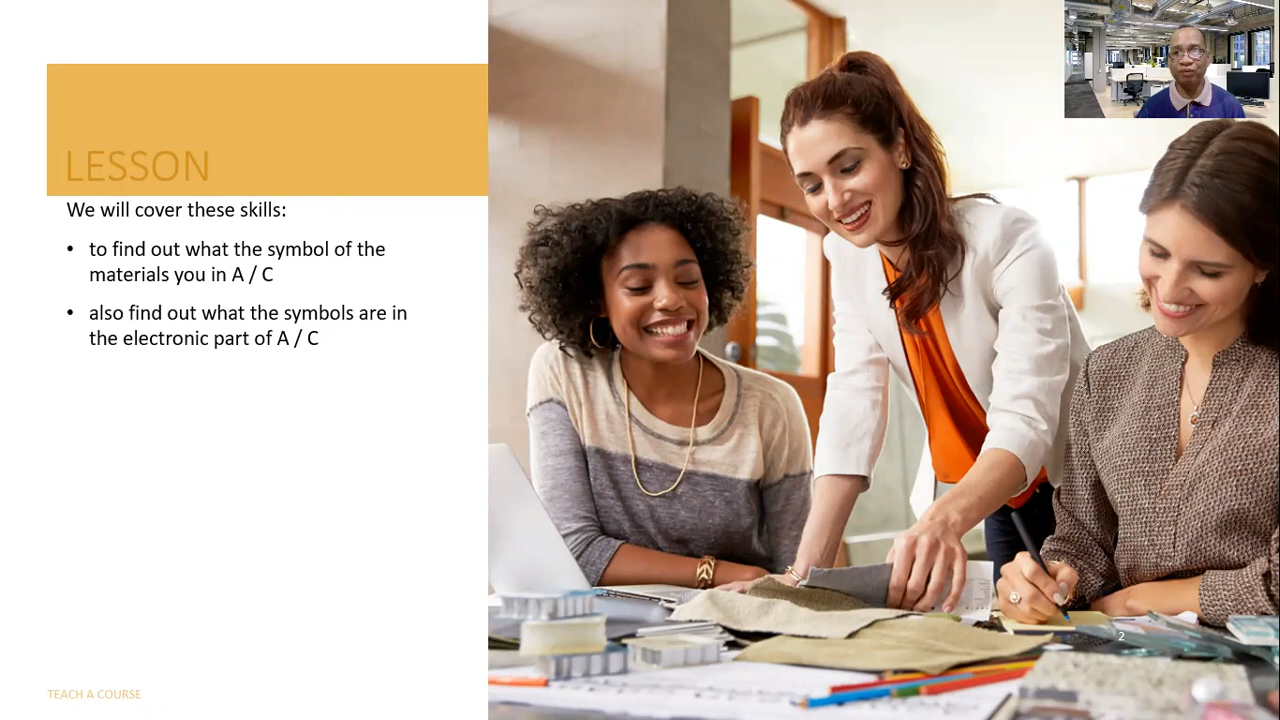 LESSON
We will cover these skills:
• to find out what the symbol of the
materials you in A / C
• also find out what the symbols are in
the electronic part of A / C
TEACH A COURSE
2